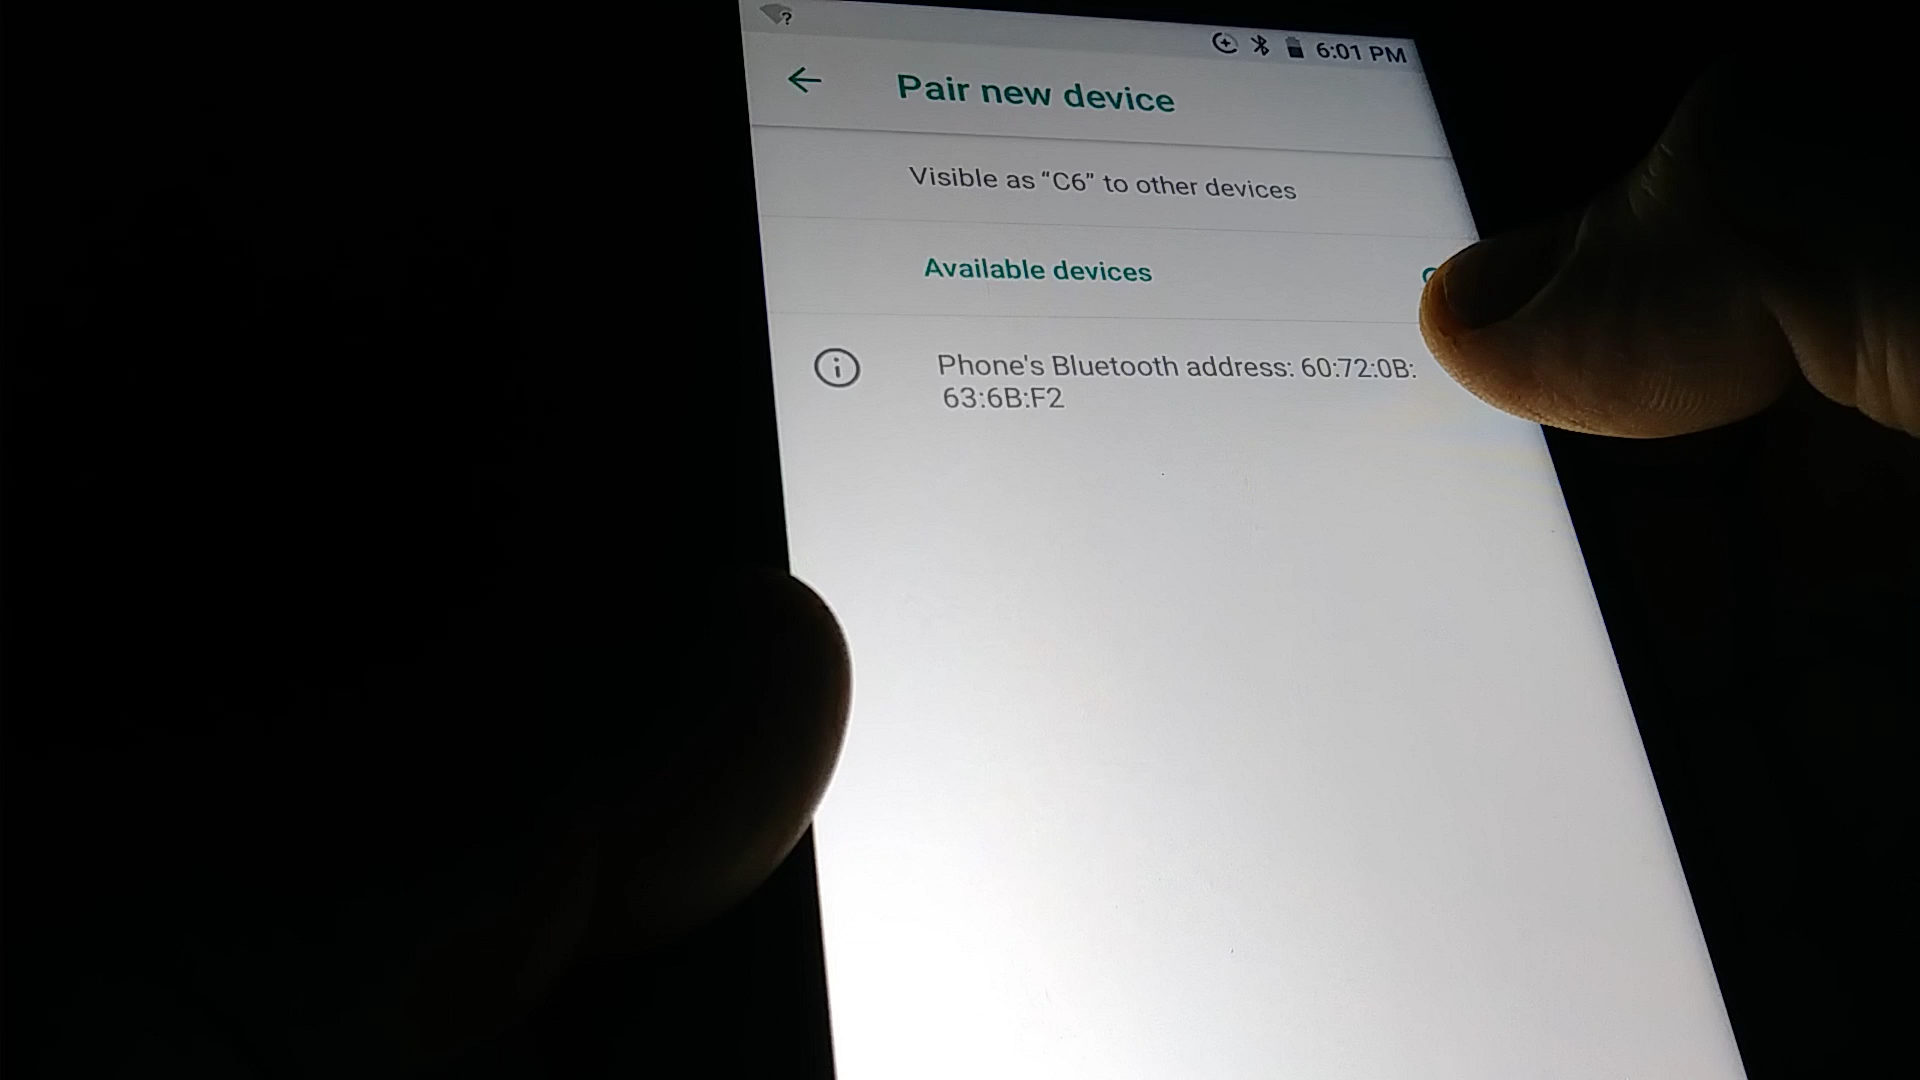 ?
6:01 PM
Pair new device
Visible as “C6” to other devices
Available devices
Phone's Bluetooth address: 60:72:0B:
63:6B:F2